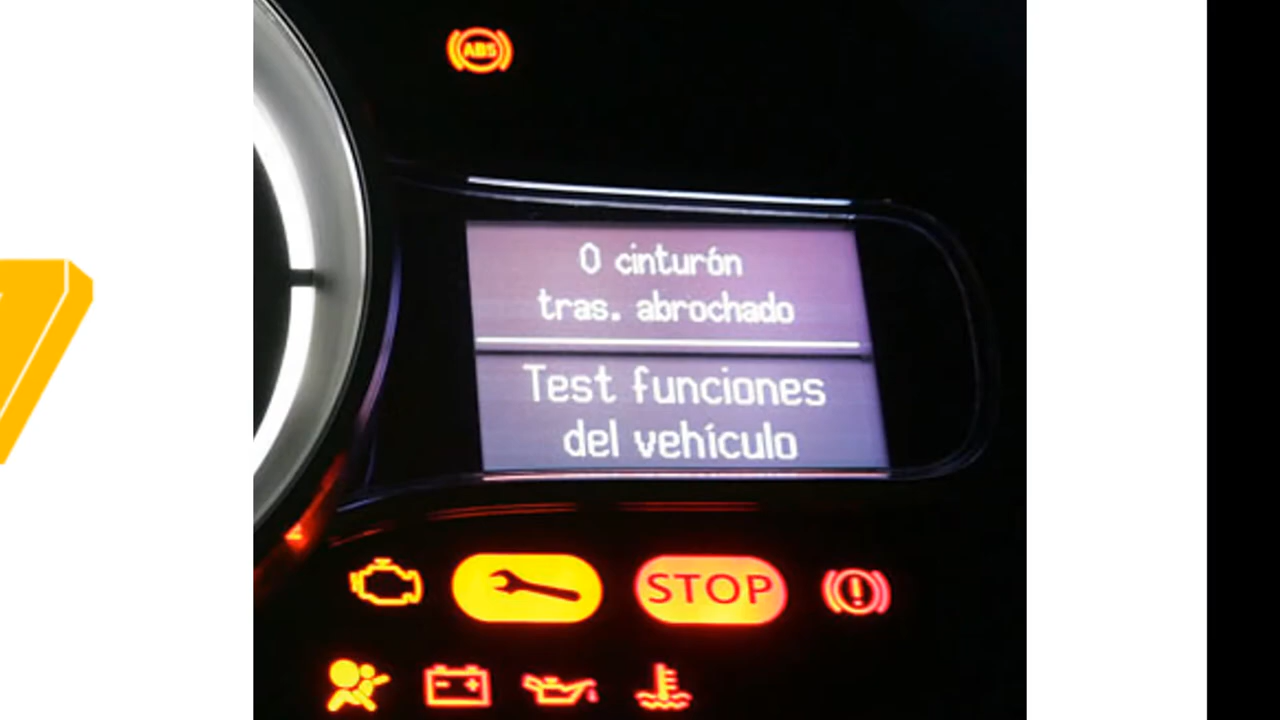 ABS
0 cinturón
tras. abrochado
Test funciones
del vehículo
STOP